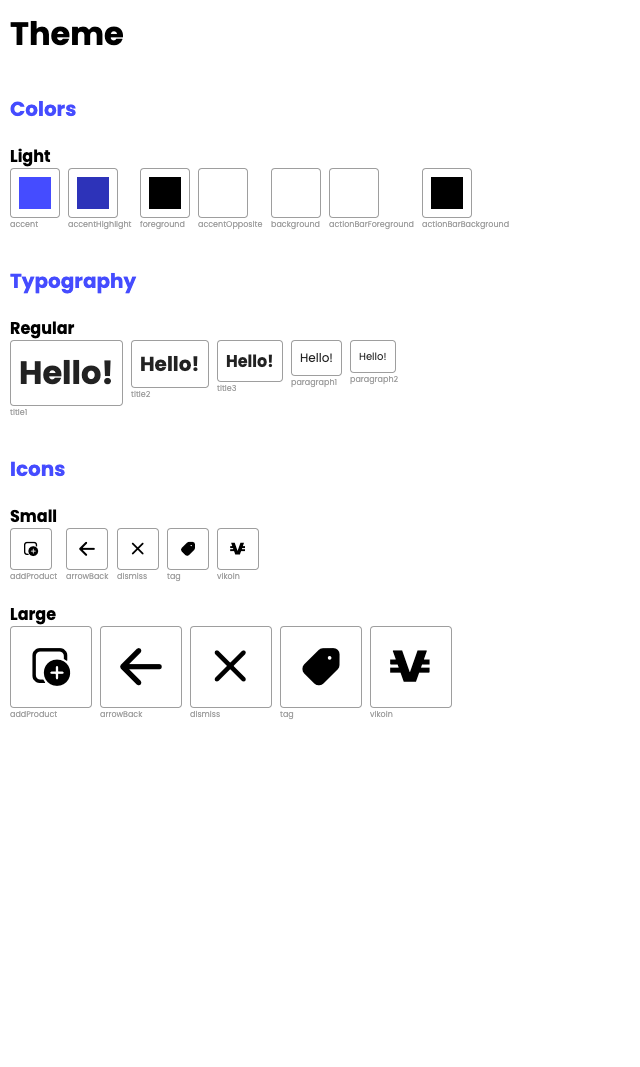 Theme
Colors
Light
accent accentHighlight foreground accentOpposite background actionBarForeground actionBarBackground
Typography
Regular
Hello! Hello! Hello! Hello! Hello!
title1 title2 title3 paragraph1 paragraph2
Icons
Small
addProduct arrowBack dismiss tag vikoin
Large
addProduct arrowBack dismiss tag vikoin